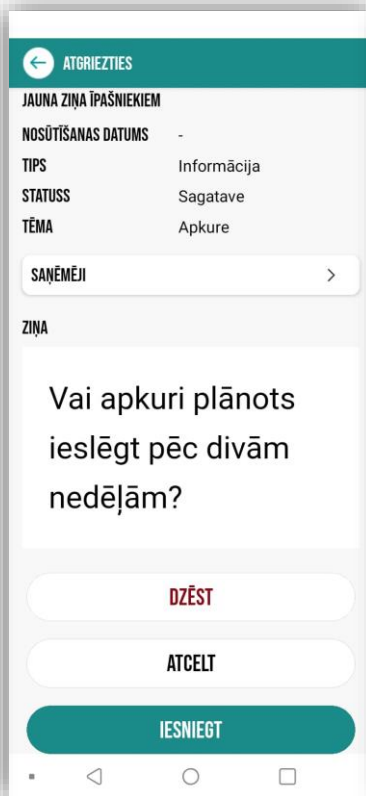 ATGRIEZTIES
JAUNA ZIŅA ĪPAŠNIEKIEM
NOSŪTĪŠANAS DATUMS -
TIPS Informācija
STATUSS Sagatave
TĒMA Apkure
SAŅĒMĒJI
ZIŅA
Vai apkuri plānots
ieslēgt pēc divām
nedēļām?
DZĒST
ATCELT
IESNIEGT